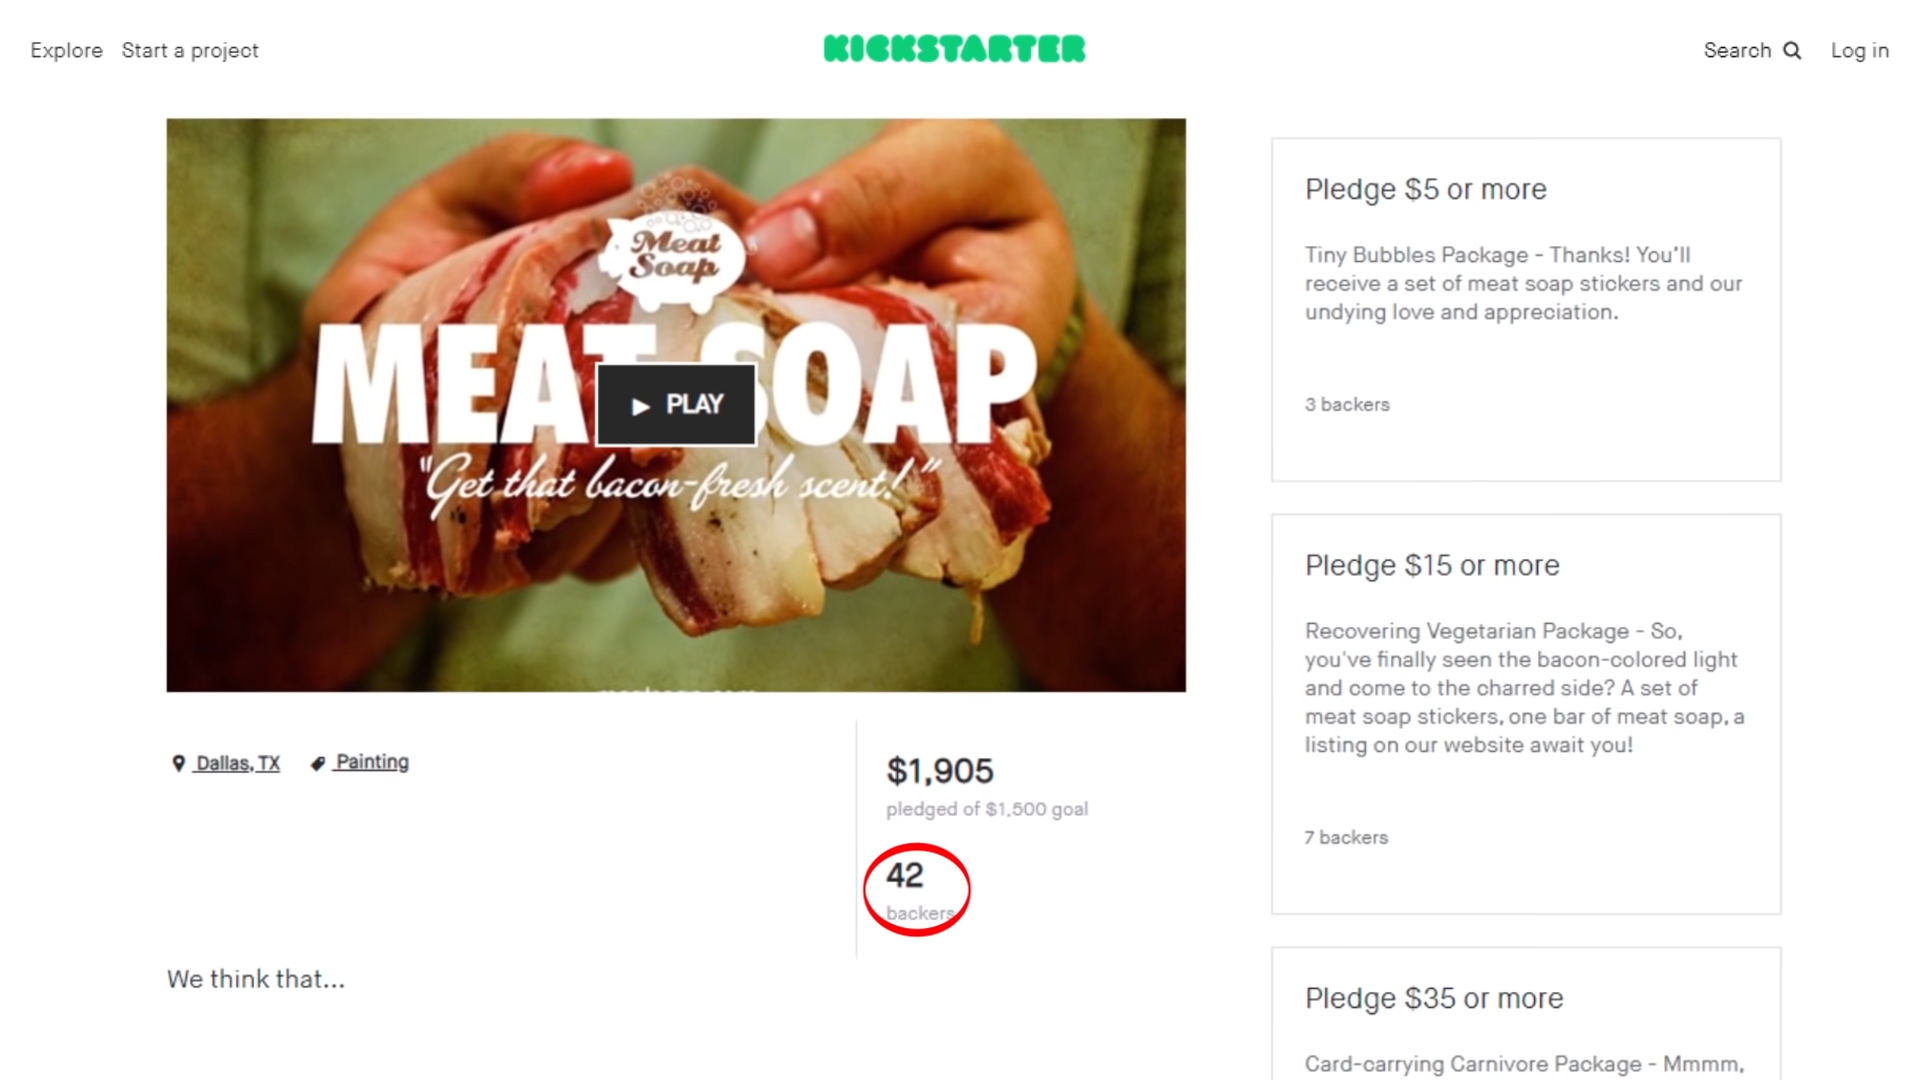 Explore Start a project
KICKSTARTER
Search Log in
Meat
Soap
MEAT SOAP
PLAY
"Get that bacon-fresh scent!"
Dallas, TX Painting
$1,905
pledged of $1,500 goal
42
backers
We think that...
Pledge $5 or more
Tiny Bubbles Package - Thanks! You'll
receive a set of meat soap stickers and our
undying love and appreciation.
3 backers
Pledge $15 or more
Recovering Vegetarian Package - So,
you've finally seen the bacon-colored light
and come to the charred side? A set of
meat soap stickers, one bar of meat soap, a
listing on our website await you!
7 backers
Pledge $35 or more
Card-carrying Carnivore Package - Mmmm,